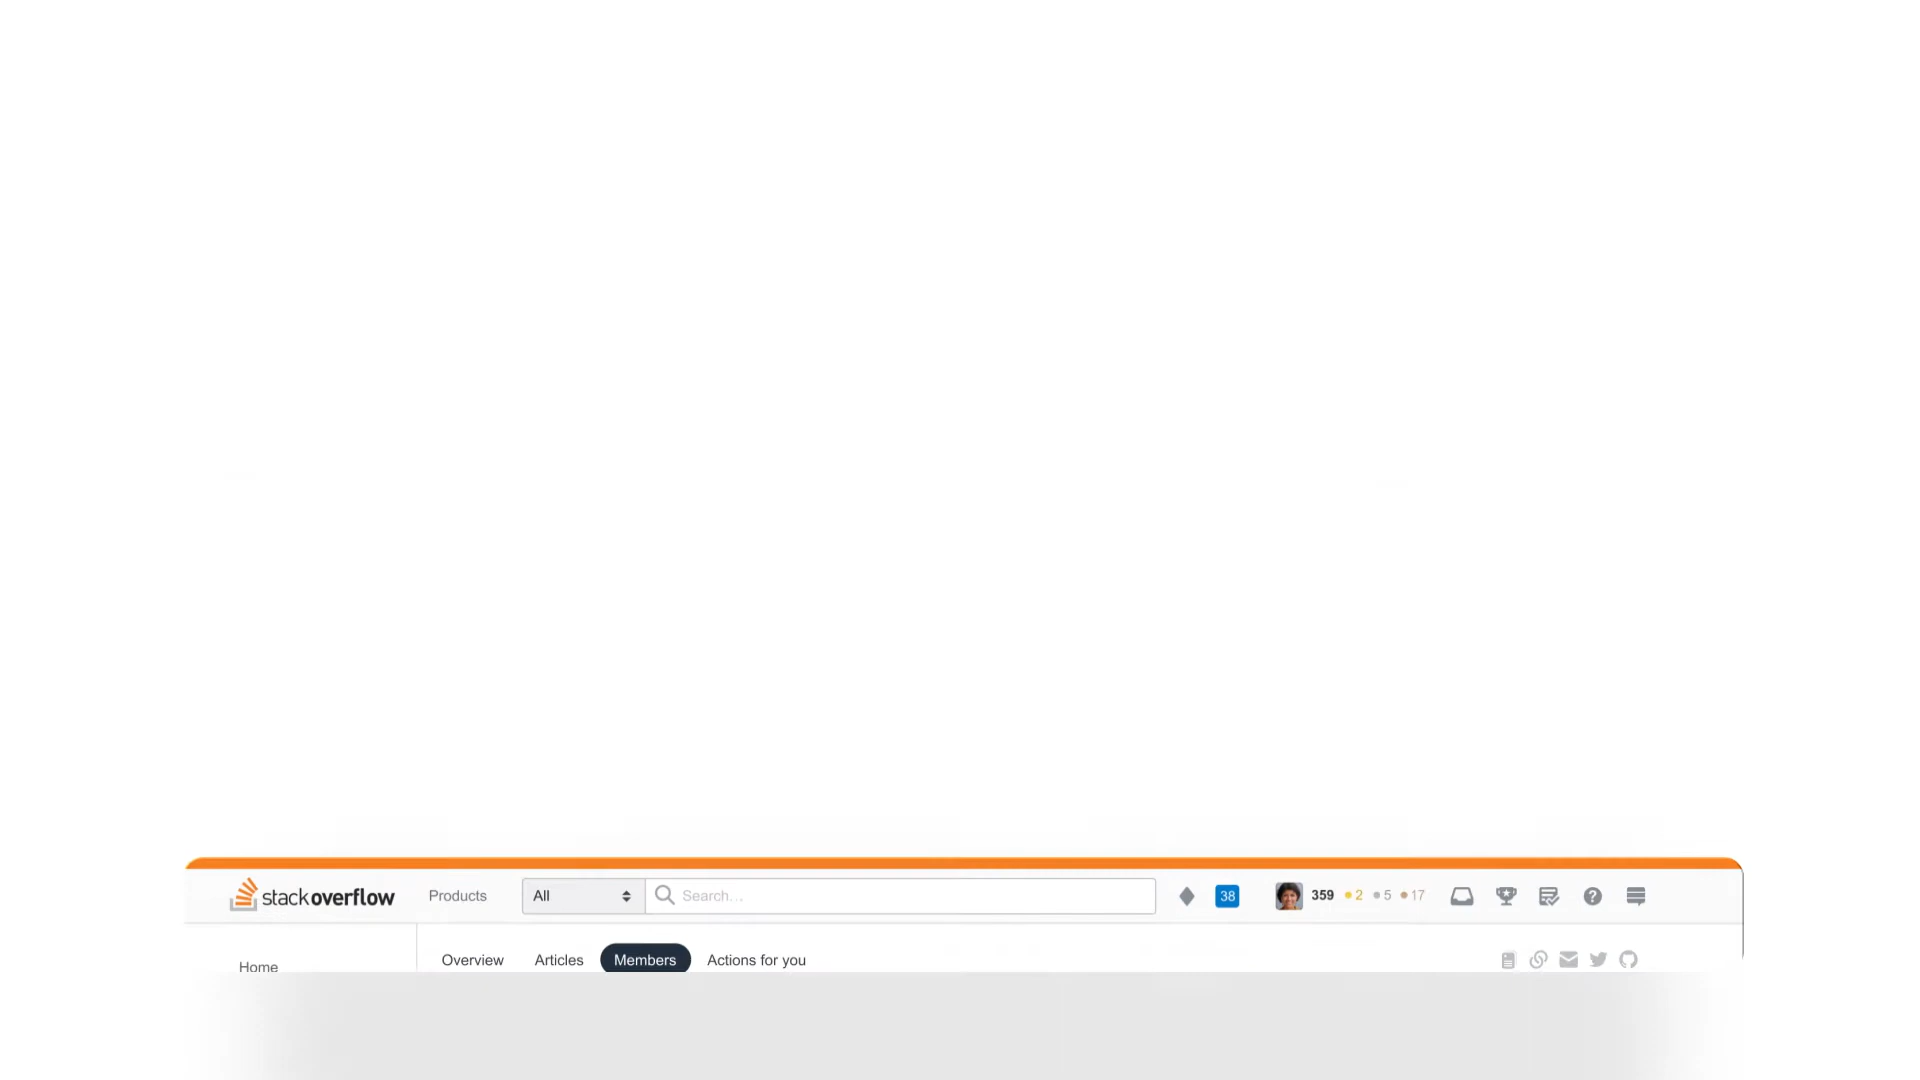 stackoverflow Products All Search... 38 359 2 5 17
Overview Articles Members Actions for you
Home